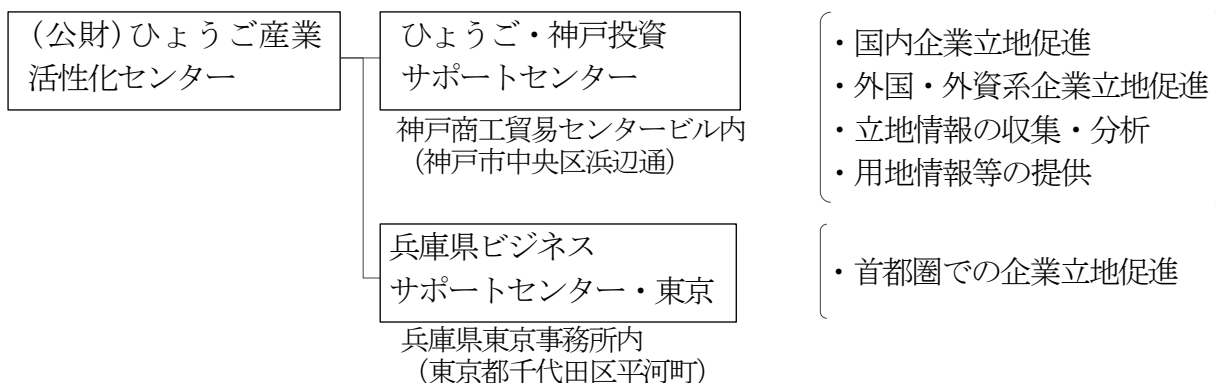 (公財)ひょうご産業
活性化センター
ひょうご・神戸投資
サポートセンター
神戸商工貿易センタービル内
(神戸市中央区浜辺通)
・国内企業立地促進
・外国・外資系企業立地促進
・立地情報の収集・分析
・用地情報等の提供
兵庫県ビジネス
サポートセンター・東京
兵庫県東京事務所内
(東京都千代田区平河町)
・首都圏での企業立地促進